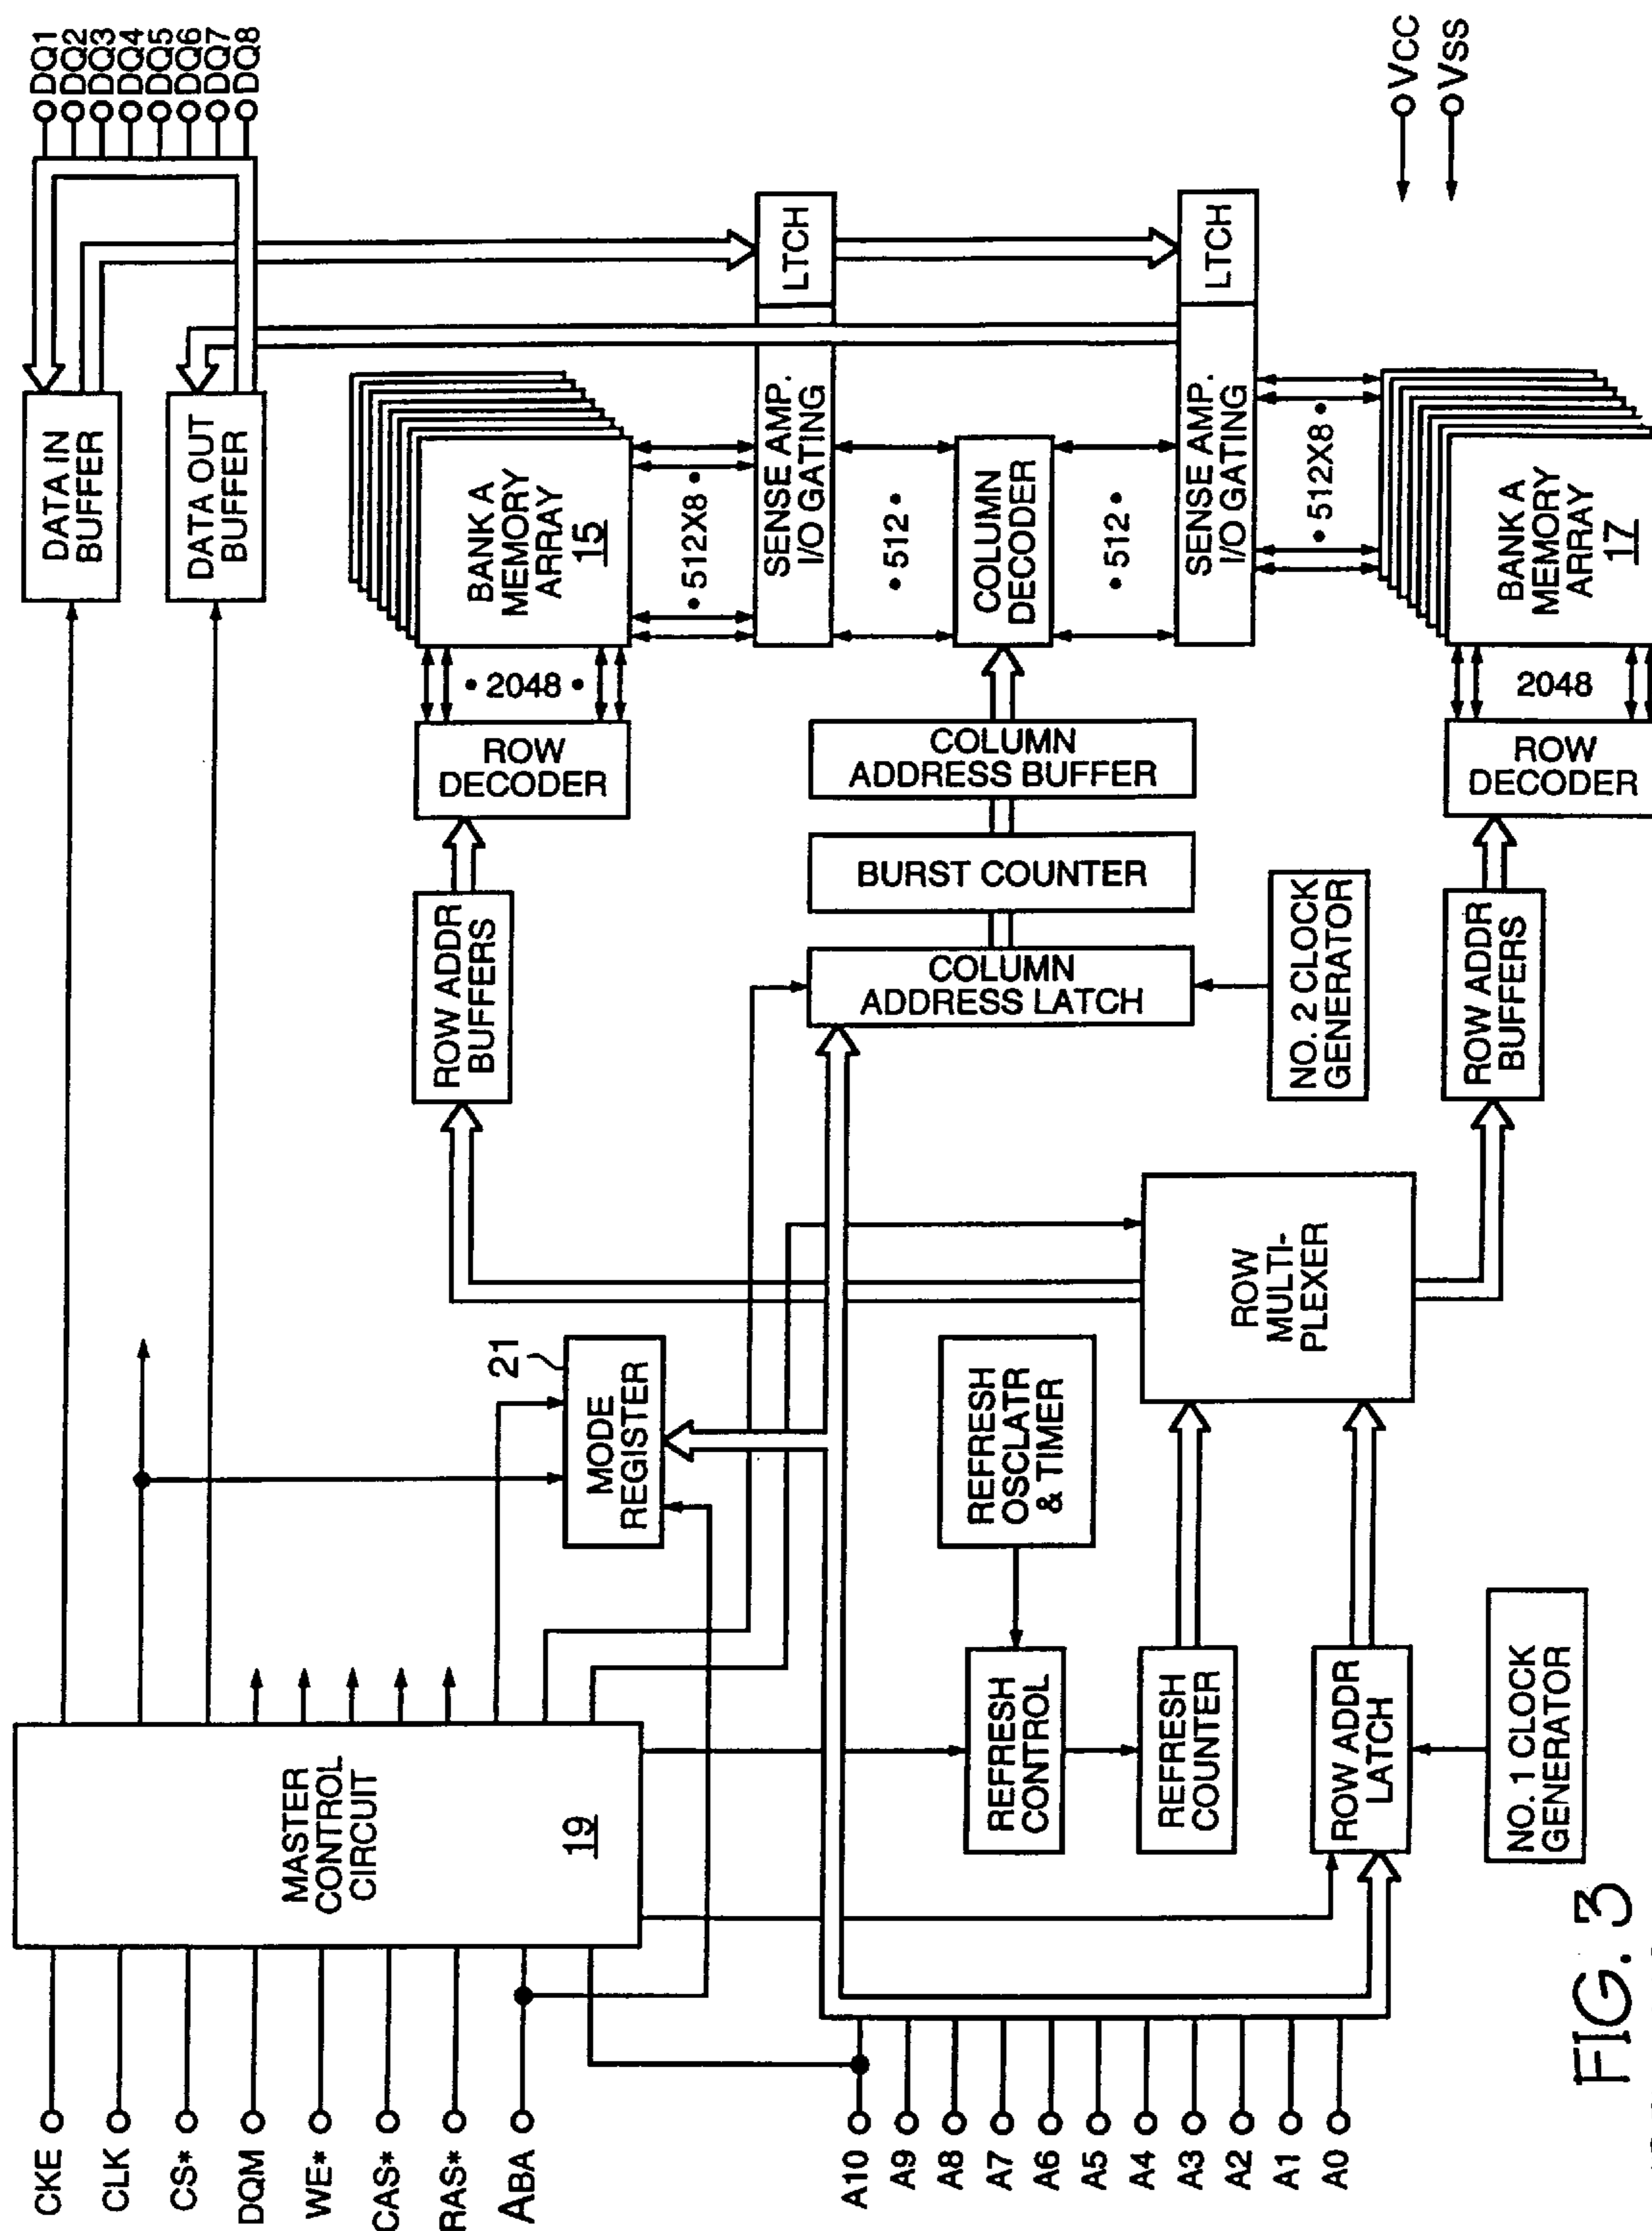 DQ1
DQ2
DQ3
DQ4
DQ5
DQ6
DQ7
DQ8
VCC
VSS
DATA IN
BUFFER
DATA OUT
BUFFER
LTCH
LTCH
BANK A
MEMORY
ARRAY
15
• 512X8 •
SENSE AMP.
I/O GATING
• 512 •
COLUMN
DECODER
• 512 •
SENSE AMP.
I/O GATING
• 512X8 •
BANK A
MEMORY
ARRAY
17
• 2048 •
2048
ROW
DECODER
COLUMN
ADDRESS BUFFER
ROW
DECODER
BURST COUNTER
ROW ADDR
BUFFERS
COLUMN
ADDRESS LATCH
NO. 2 CLOCK
GENERATOR
ROW ADDR
BUFFERS
ROW
MULTI-
PLEXER
21
MODE
REGISTER
REFRESH
OSCLATR
& TIMER
MASTER
CONTROL
CIRCUIT
19
REFRESH
CONTROL
REFRESH
COUNTER
ROW ADDR
LATCH
NO. 1 CLOCK
GENERATOR
CKE
CLK
CS*
DQM
WE*
CAS*
RAS*
ABA
A10
A9
A8
A7
A6
A5
A4
A3
A2
A1
A0
FIG. 3